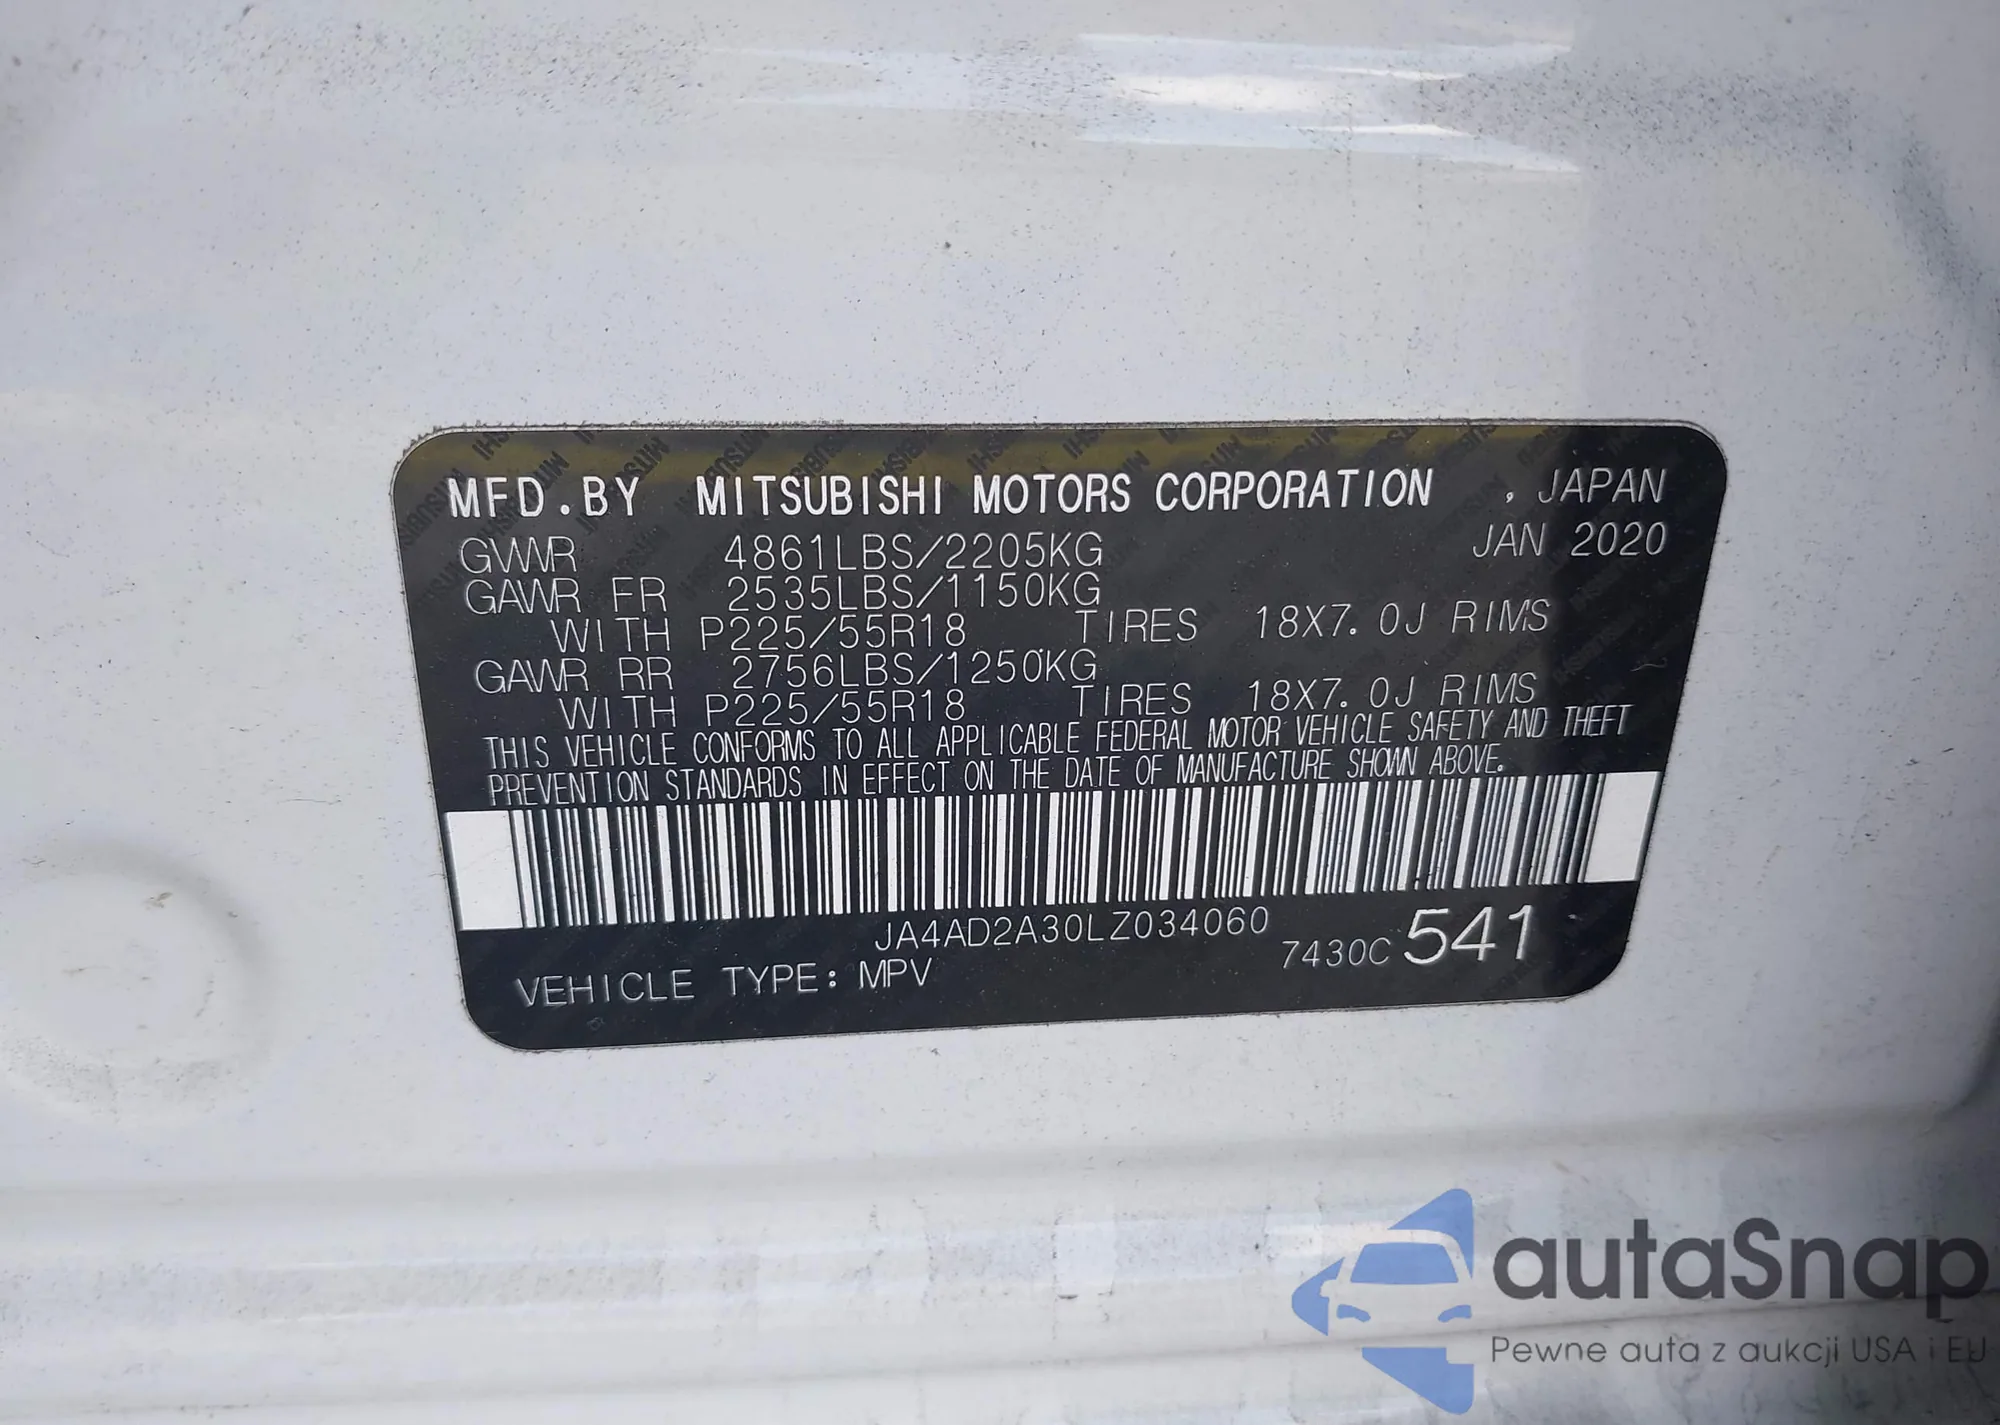 MFD.BY MITSUBISHI MOTORS CORPORATION , JAPAN
GVWR 4861LBS/2205KG JAN 2020
GAWR FR 2535LBS/1150KG
WITH P225/55R18 TIRES 18X7.0J RIMS
GAWR RR 2756LBS/1250KG
WITH P225/55R18 TIRES 18X7.0J RIMS
THIS VEHICLE CONFORMS TO ALL APPLICABLE FEDERAL MOTOR VEHICLE SAFETY AND THEFT
PREVENTION STANDARDS IN EFFECT ON THE DATE OF MANUFACTURE SHOWN ABOVE.
JA4AD2A30LZ034060
7430C 541
VEHICLE TYPE: MPV
autaSnap
Pewne auta z aukcji USA i EU